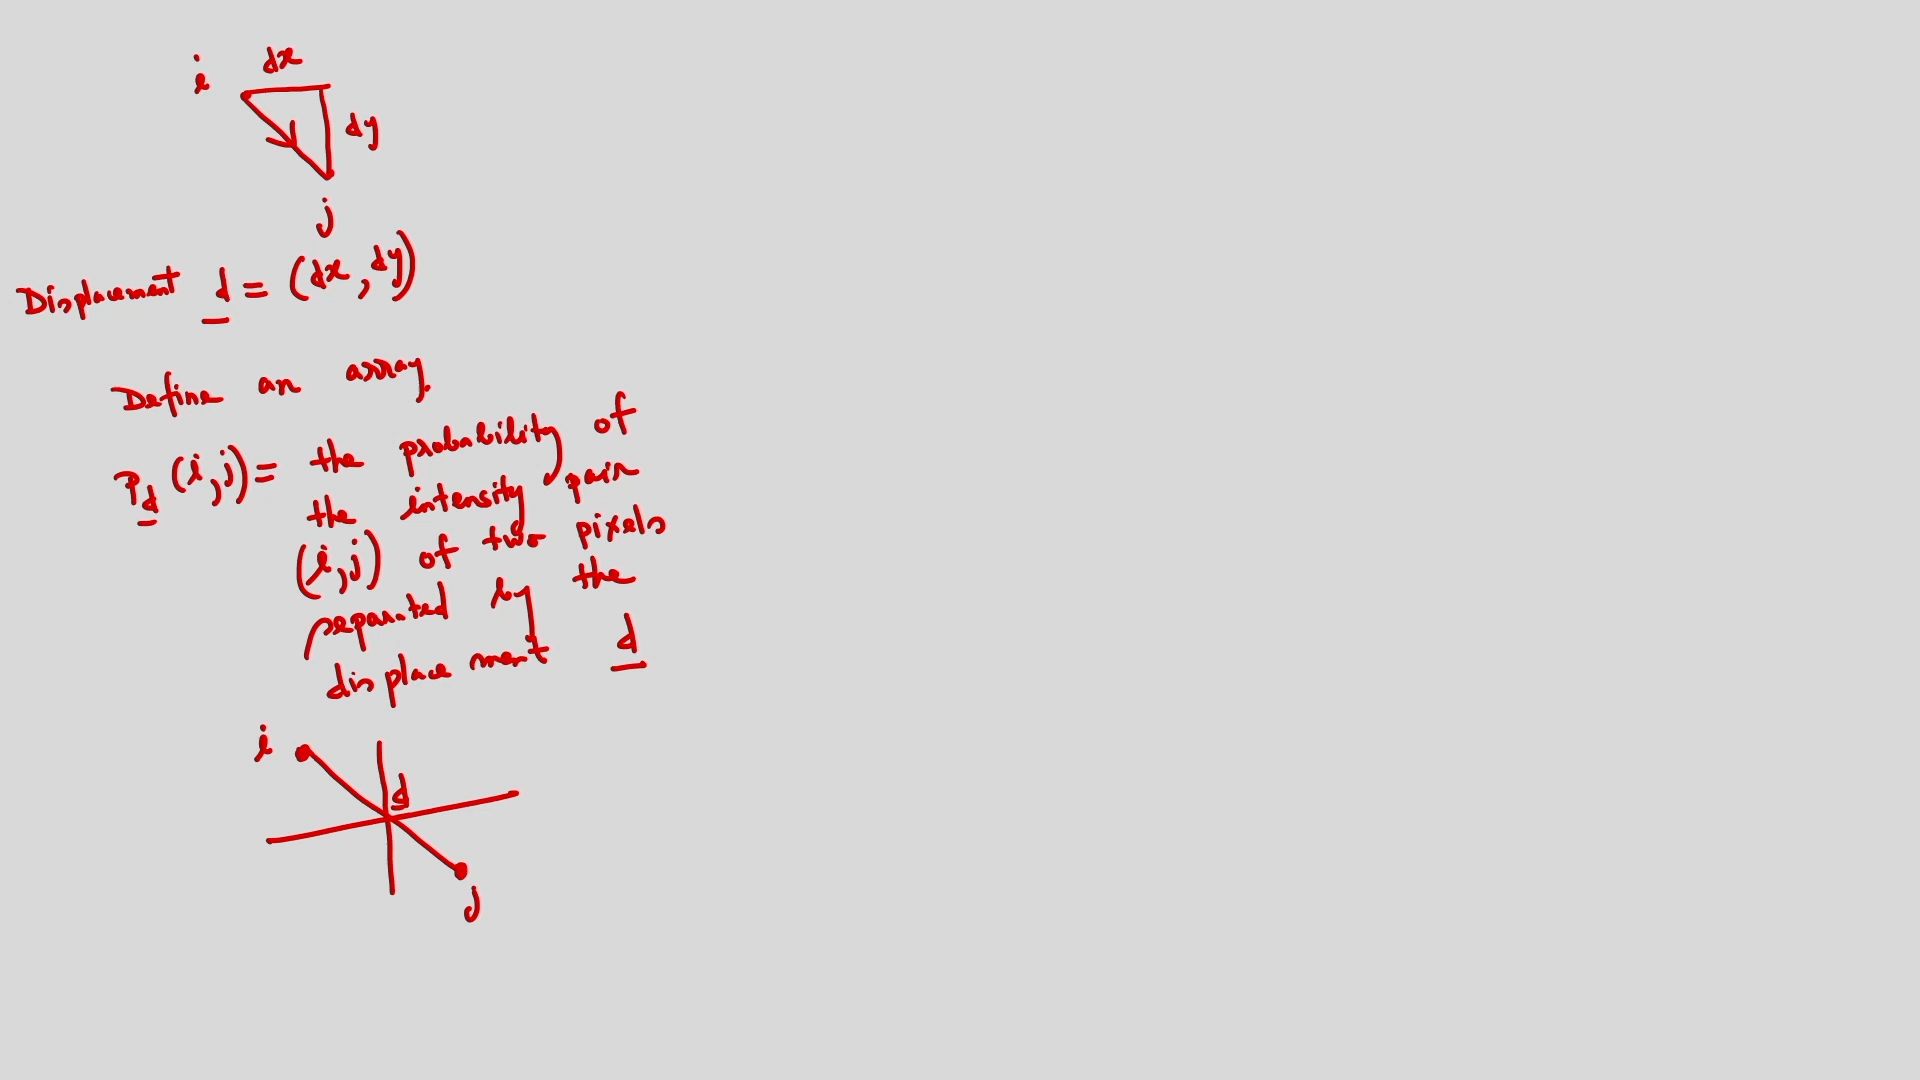 i dx
dy
j
Displacement d = (dx, dy)
Define an array.
P_d (i,j) = the probability of
the intensity pair
(i,j) of two pixels
separated by the
displacement d
i
d
j